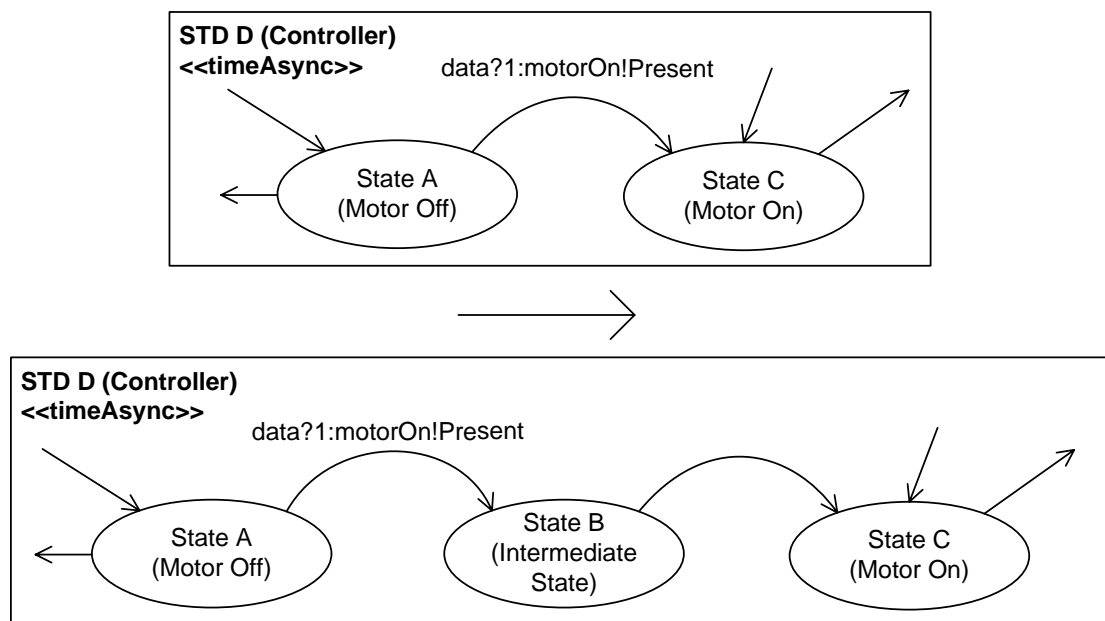 STD D (Controller)
<<timeAsync>>
data?1:motorOn!Present
State A
(Motor Off)
State C
(Motor On)
STD D (Controller)
<<timeAsync>>
data?1:motorOn!Present
State A
(Motor Off)
State B
(Intermediate
State)
State C
(Motor On)